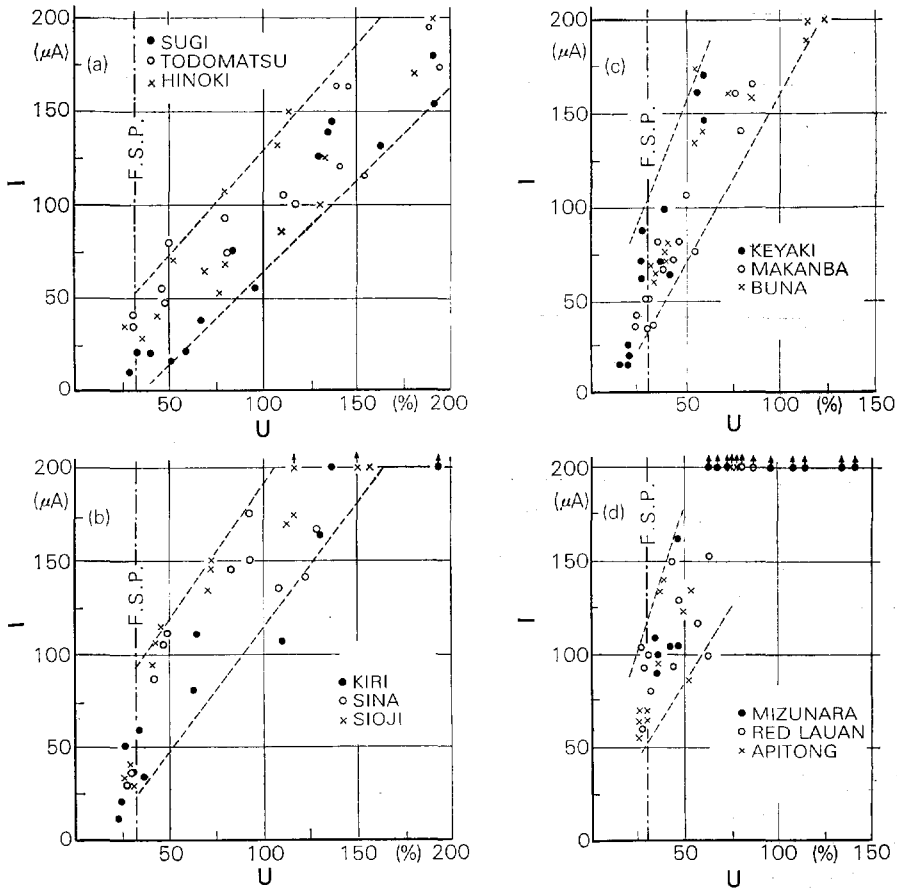 200
(μA)
(a)
● SUGI
○ TODOMATSU
× HINOKI
150
F.S.P.
I
100
50
0
50
100
150
(%)
200
U
200
(μA)
(c)
150
F.S.P.
I
100
● KEYAKI
○ MAKANBA
× BUNA
50
0
50
100
(%)
150
U
200
(μA)
(b)
150
F.S.P.
I
100
● KIRI
○ SINA
× SIOJI
50
0
50
100
150
(%)
200
U
200
(μA)
(d)
F.S.P.
150
I
100
● MIZUNARA
○ RED LAUAN
× APITONG
50
0
50
100
(%)
150
U